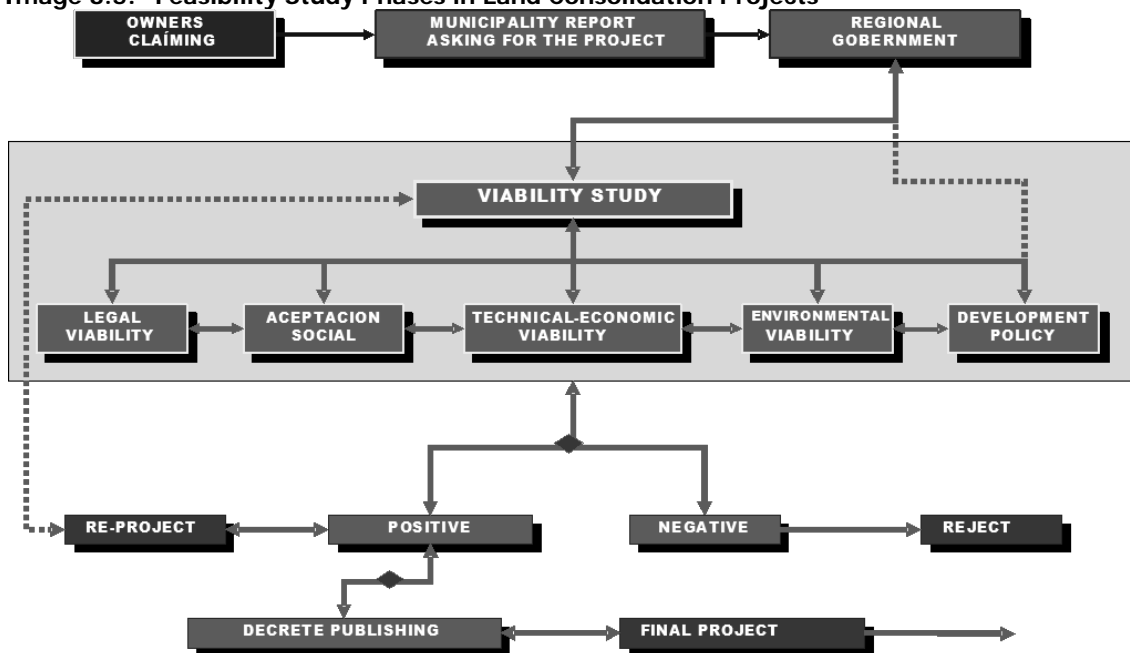 Image 3.3. Feasibility Study Phases in Land Consolidation Projects
OWNERS
CLAÍMING
MUNICIPALITY REPORT
ASKING FOR THE PROJECT
REGIONAL
GOBERNMENT
VIABILITY STUDY
LEGAL
VIABILITY
ACEPTACION
SOCIAL
TECHNICAL-ECONOMIC
VIABILITY
ENVIRONMENTAL
VIABILITY
DEVELOPMENT
POLICY
RE-PROJECT
POSITIVE
NEGATIVE
REJECT
DECRETE PUBLISHING
FINAL PROJECT